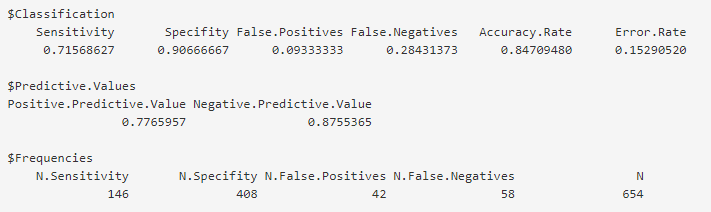 $Classification
Sensitivity Specifity False.Positives False.Negatives Accuracy.Rate Error.Rate
0.71568627 0.90666667 0.09333333 0.28431373 0.84709480 0.15290520
$Predictive.Values
Positive.Predictive.Value Negative.Predictive.Value
0.7765957 0.8755365
$Frequencies
N.Sensitivity N.Specifity N.False.Positives N.False.Negatives N
146 408 42 58 654